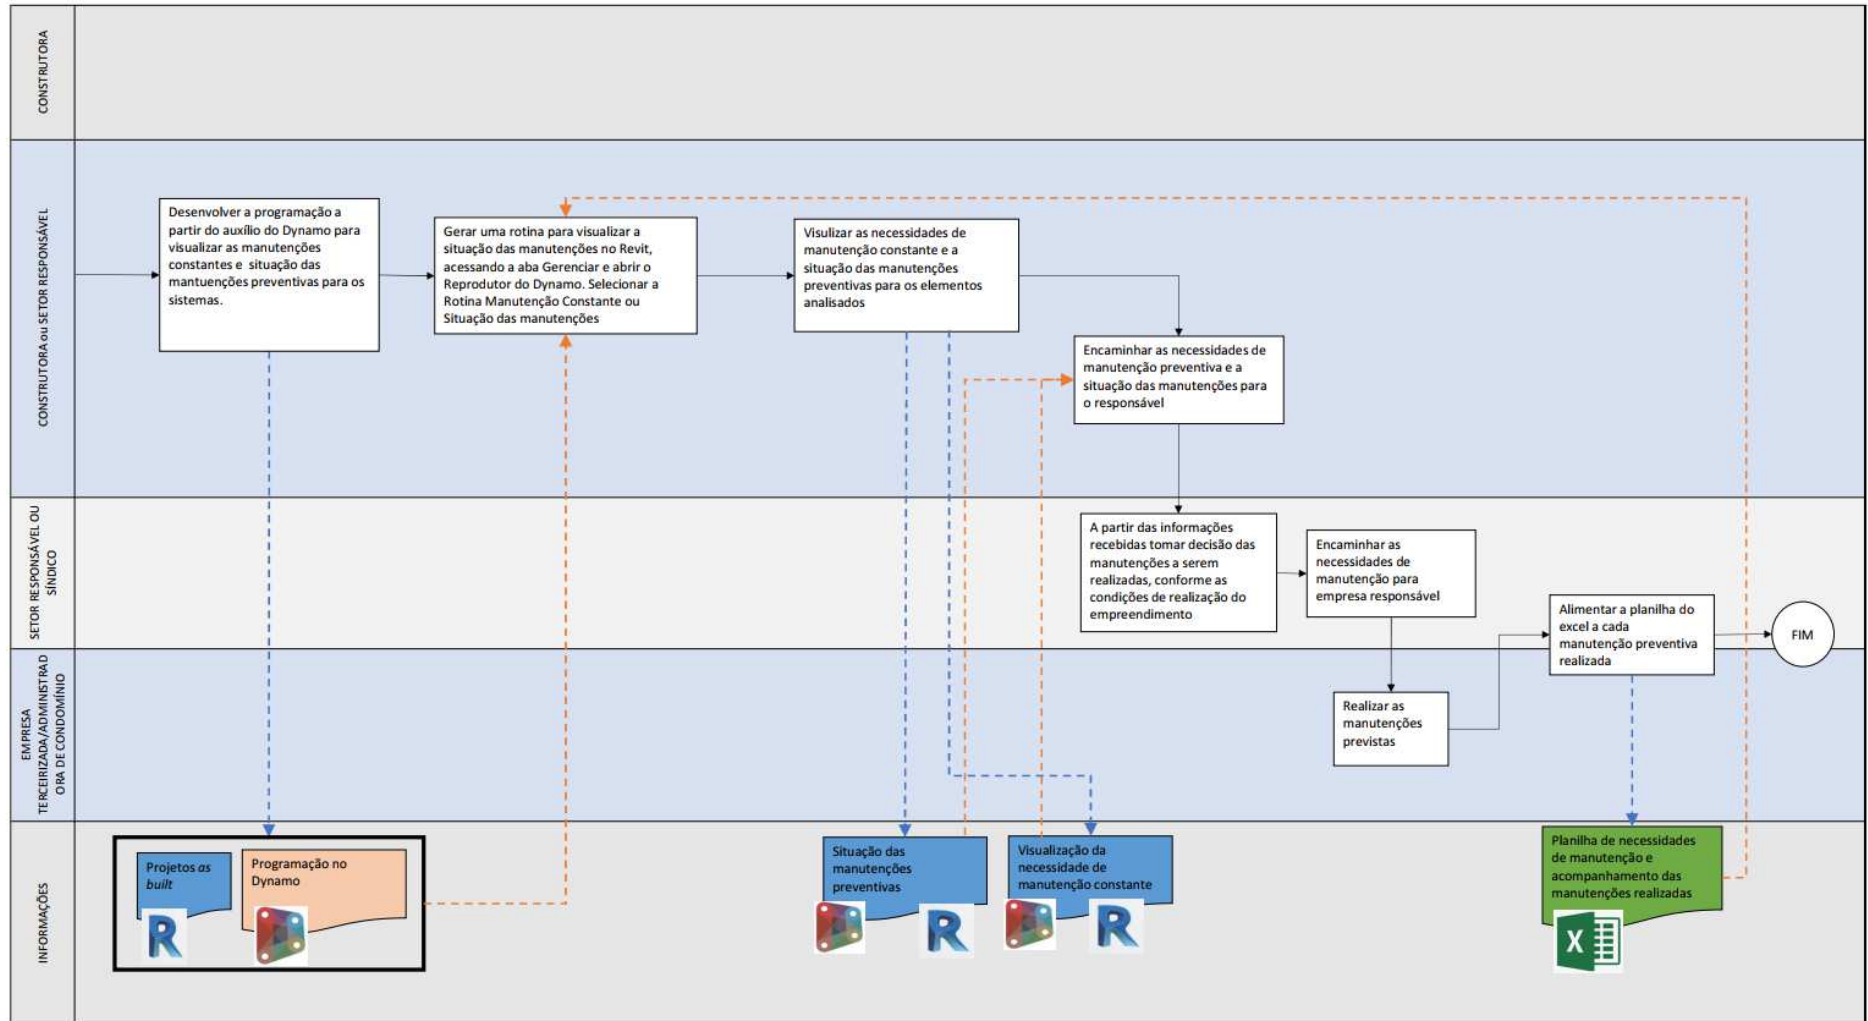 CONSTRUTORA
CONSTRUTORA ou SETOR RESPONSÁVEL
Desenvolver a programação a
partir do auxílio do Dynamo para
visualizar as manutenções
constantes e situação das
mantuenções preventivas para os
sistemas.
Gerar uma rotina para visualizar a
situação das manutenções no Revit,
acessando a aba Gerenciar e abrir o
Reprodutor do Dynamo. Selecionar a
Rotina Manutenção Constante ou
Situação das manutenções
Visulizar as necessidades de
manutenção constante e a
situação das manutenções
preventivas para os elementos
analisados
Encaminhar as necessidades de
manutenção preventiva e a
situação das manutenções para
o responsável
SETOR RESPONSÁVEL OU
SÍNDICO
A partir das informações
recebidas tomar decisão das
manutenções a serem
realizadas, conforme as
condições de realização do
empreendimento
Encaminhar as
necessidades de
manutenção para
empresa responsável
Alimentar a planilha do
excel a cada
manutenção preventiva
realizada
FIM
EMPRESA
TERCEIRIZADA/ADMINISTRAD
ORA DE CONDOMÍNIO
Realizar as
manutenções
previstas
INFORMAÇÕES
Projetos as
built
R
Programação no
Dynamo
Situação das
manutenções
preventivas
R
Visualização da
necessidade de
manutenção constante
R
Planilha de necessidades
de manutenção e
acompanhamento das
manutenções realizadas
X